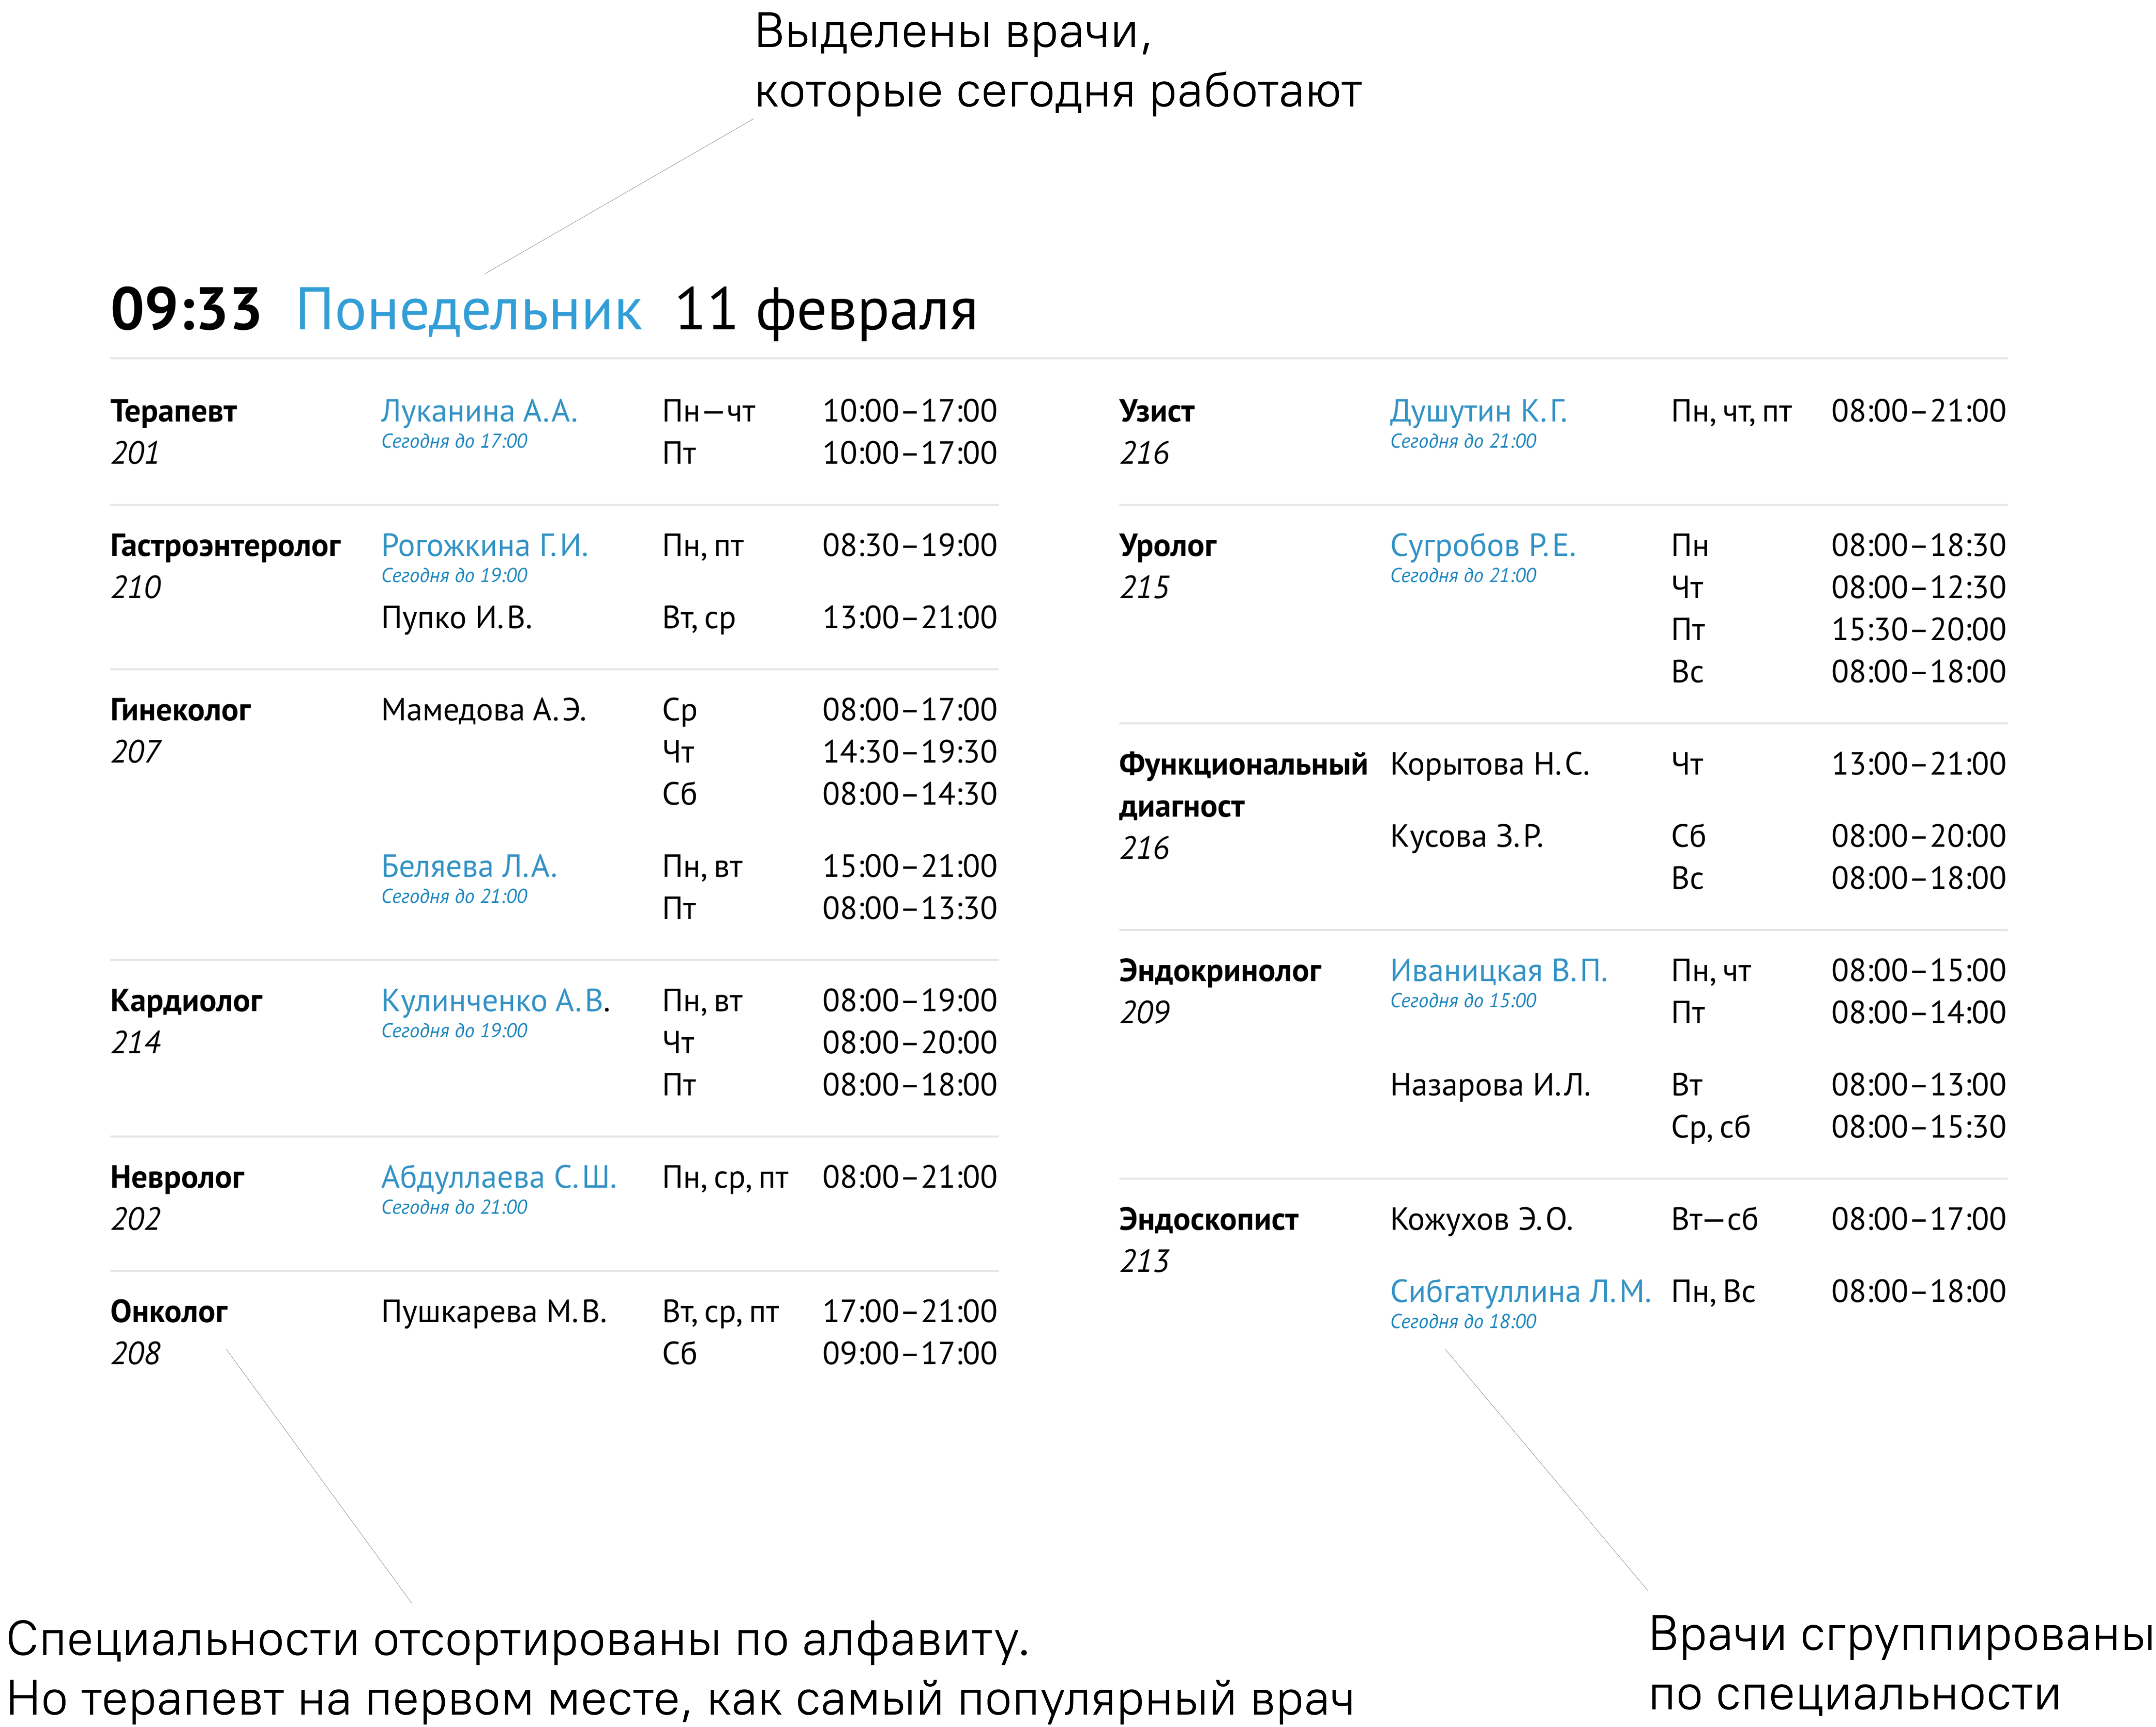 Выделены врачи,
которые сегодня работают
09:33 Понедельник 11 февраля
Терапевт Луканина А.А. Пн—чт 10:00–17:00
Сегодня до 17:00
201 Пт 10:00–17:00
Гастроэнтеролог Рогожкина Г.И. Пн, пт 08:30–19:00
Сегодня до 19:00
210
Пупко И.В. Вт, ср 13:00–21:00
Гинеколог Мамедова А.Э. Ср 08:00–17:00
207 Чт 14:30–19:30
Сб 08:00–14:30
Беляева Л.А. Пн, вт 15:00–21:00
Сегодня до 21:00
Пт 08:00–13:30
Кардиолог Кулинченко А.В. Пн, вт 08:00–19:00
Сегодня до 19:00
214 Чт 08:00–20:00
Пт 08:00–18:00
Невролог Абдуллаева С.Ш. Пн, ср, пт 08:00–21:00
Сегодня до 21:00
202
Онколог Пушкарева М.В. Вт, ср, пт 17:00–21:00
208 Сб 09:00–17:00
Узист Душутин К.Г. Пн, чт, пт 08:00–21:00
Сегодня до 21:00
216
Уролог Сугробов Р.Е. Пн 08:00–18:30
Сегодня до 21:00
215 Чт 08:00–12:30
Пт 15:30–20:00
Вс 08:00–18:00
Функциональный Корытова Н.С. Чт 13:00–21:00
диагност
Кусова З.Р. Сб 08:00–20:00
216
Вс 08:00–18:00
Эндокринолог Иваницкая В.П. Пн, чт 08:00–15:00
Сегодня до 15:00
209 Пт 08:00–14:00
Назарова И.Л. Вт 08:00–13:00
Ср, сб 08:00–15:30
Эндоскопист Кожухов Э.О. Вт—сб 08:00–17:00
213
Сибгатуллина Л.М. Пн, Вс 08:00–18:00
Сегодня до 18:00
Специальности отсортированы по алфавиту.
Но терапевт на первом месте, как самый популярный врач
Врачи сгруппированы
по специальности